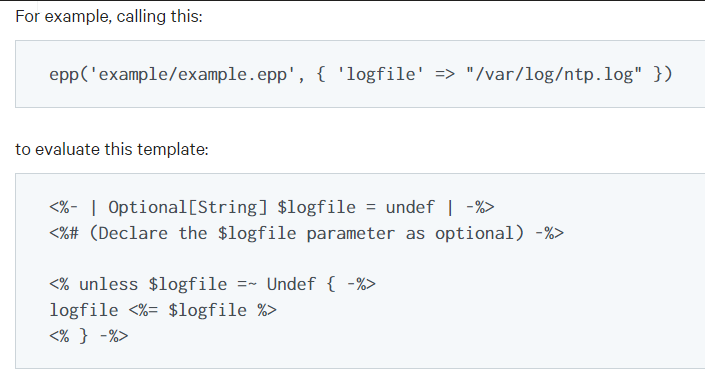 For example, calling this:
epp('example/example.epp', { 'logfile' => "/var/log/ntp.log" })
to evaluate this template:
<%- | Optional[String] $logfile = undef | -%>
<%# (Declare the $logfile parameter as optional) -%>
<% unless $logfile =~ Undef { -%>
logfile <%= $logfile %>
<% } -%>